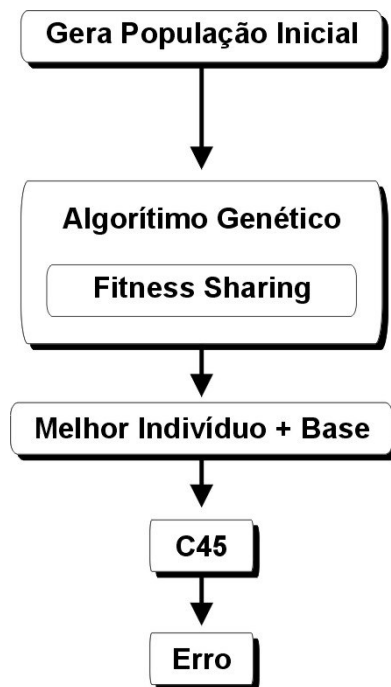 Gera População Inicial
Algorítimo Genético
Fitness Sharing
Melhor Indivíduo + Base
C45
Erro